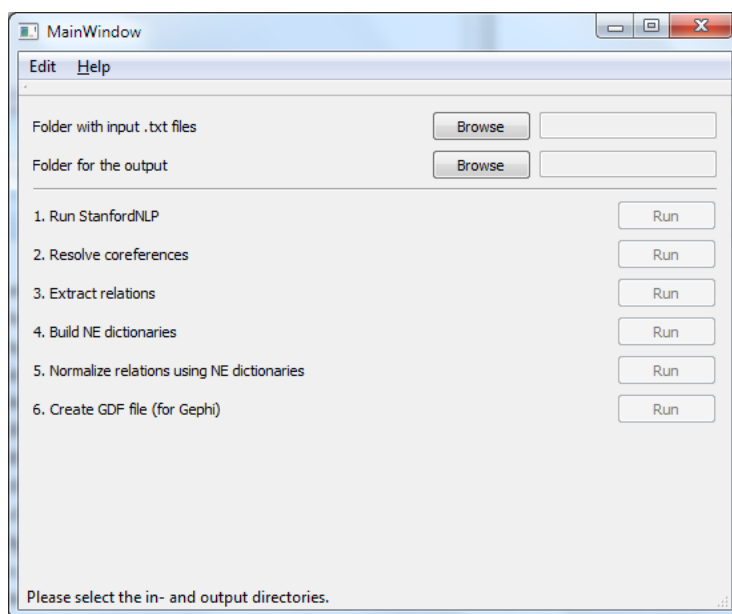 MainWindow
Edit Help
Folder with input .txt files Browse
Folder for the output Browse
1. Run StanfordNLP Run
2. Resolve coreferences Run
3. Extract relations Run
4. Build NE dictionaries Run
5. Normalize relations using NE dictionaries Run
6. Create GDF file (for Gephi) Run
Please select the in- and output directories.